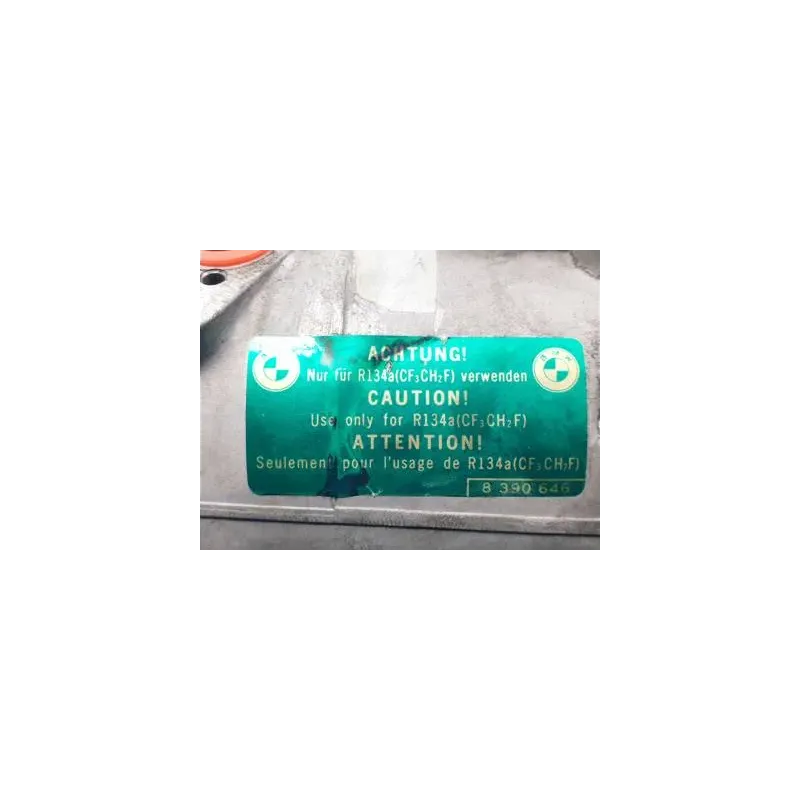 ACHTUNG!
Nur für R134a(CF₃CH₂F) verwenden
BMW
CAUTION!
Use only for R134a(CF₃CH₂F)
ATTENTION!
Seulement pour l'usage de R134a(CF₃CH₂F)
8 390 646